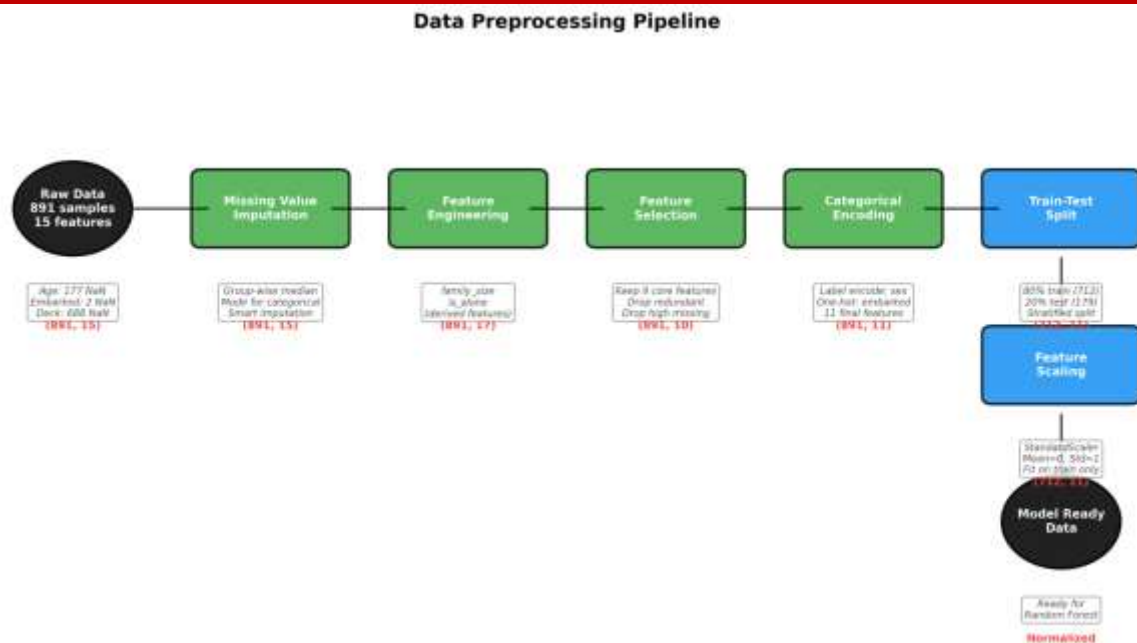 Data Preprocessing Pipeline
Raw Data
891 samples
15 features
Missing Value
Imputation
Feature
Engineering
Feature
Selection
Categorical
Encoding
Train-Test
Split
Age: 177 NaN
Embarked: 2 NaN
Deck: 688 NaN
(891, 15)
Group-wise median
Mode for categorical
Smart imputation
(891, 15)
family_size
is_alone
(derived features)
(891, 17)
Keep 9 core features
Drop redundant
Drop high missing
(891, 10)
Label encode: sex
One-hot: embarked
11 final features
(891, 11)
80% train (712)
20% test (179)
Stratified split
(712, 11)
Feature
Scaling
StandardScaler
Mean=0, Std=1
Fit on train only
(712, 11)
Model Ready
Data
Ready for
Random Forest
Normalized